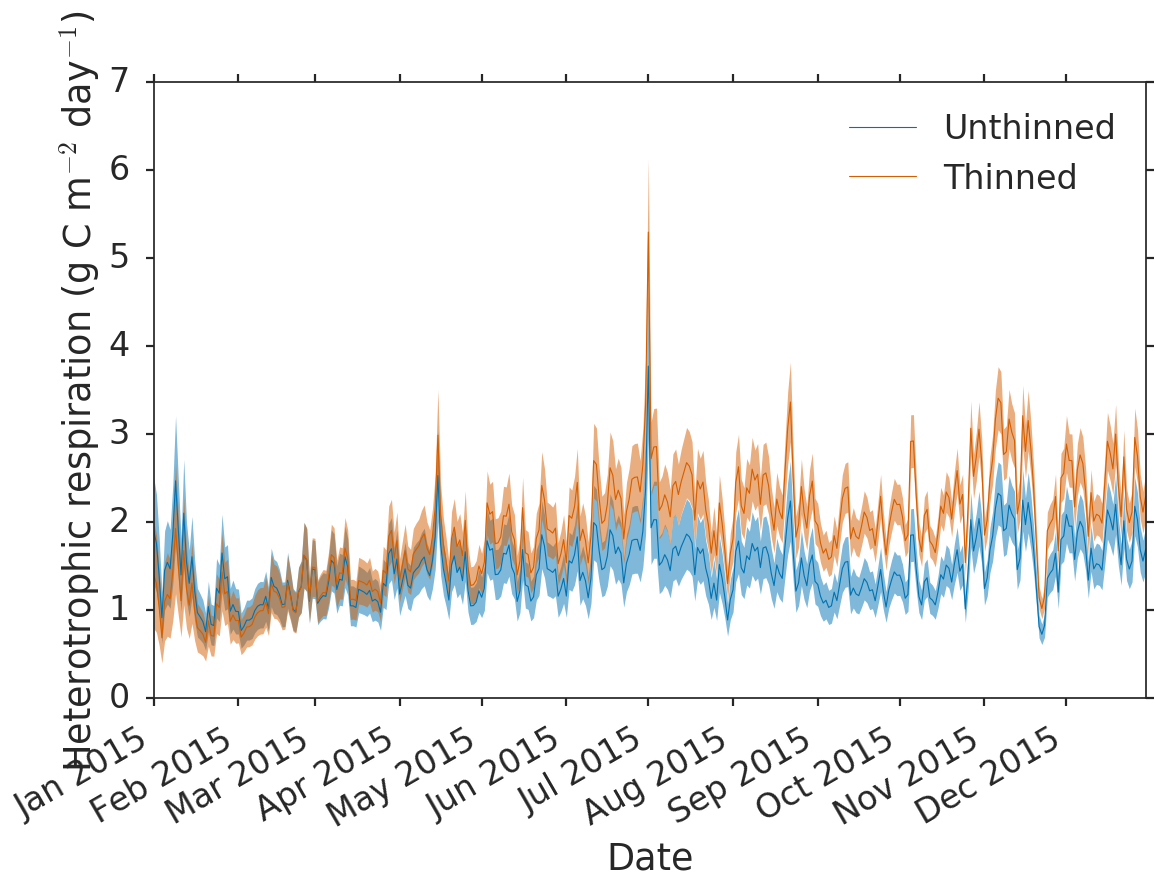 Heterotrophic respiration (g C m⁻² day⁻¹)
7
6
5
4
3
2
1
0
Unthinned
Thinned
Jan 2015
Feb 2015
Mar 2015
Apr 2015
May 2015
Jun 2015
Jul 2015
Aug 2015
Sep 2015
Oct 2015
Nov 2015
Dec 2015
Date